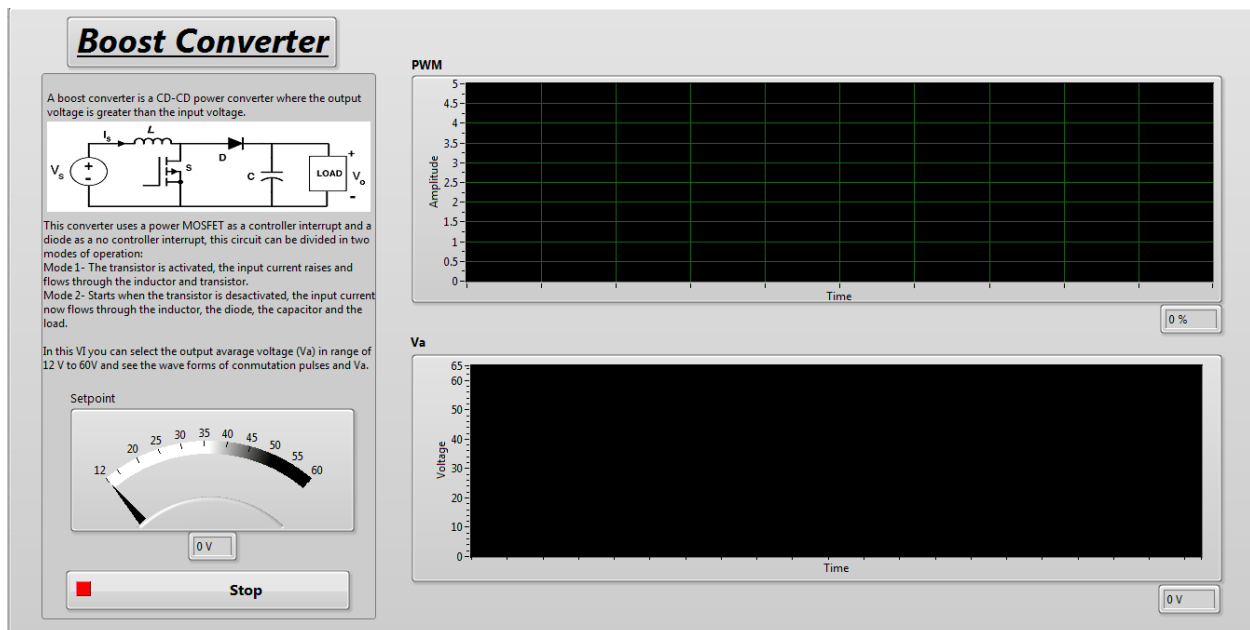 Boost Converter
A boost converter is a CD-CD power converter where the output
voltage is greater than the input voltage.
Is
L
D
S
C
LOAD
Vs
+
-
+
Vo
-
This converter uses a power MOSFET as a controller interrupt and a
diode as a no controller interrupt, this circuit can be divided in two
modes of operation:
Mode 1- The transistor is activated, the input current raises and
flows through the inductor and transistor.
Mode 2- Starts when the transistor is desactivated, the input current
now flows through the inductor, the diode, the capacitor and the
load.
In this VI you can select the output avarage voltage (Va) in range of
12 V to 60V and see the wave forms of conmutation pulses and Va.
Setpoint
12 20 25 30 35 40 45 50 55 60
0 V
Stop
PWM
5
4.5
4
3.5
3
2.5
2
1.5
1
0.5
0
Amplitude
Time
0 %
Va
65
60
50
40
30
20
10
0
Voltage
Time
0 V